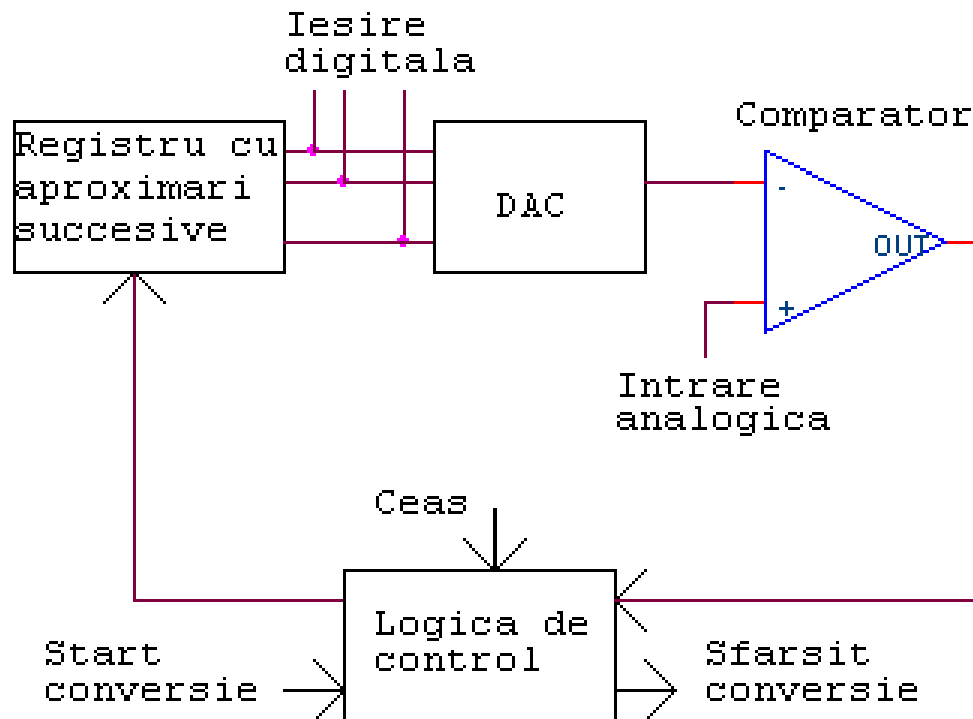 Iesire
digitala
Comparator
Registru cu
aproximari
succesive
DAC
-
OUT
+
Intrare
analogica
Ceas
Logica de
control
Start
conversie
Sfarsit
conversie